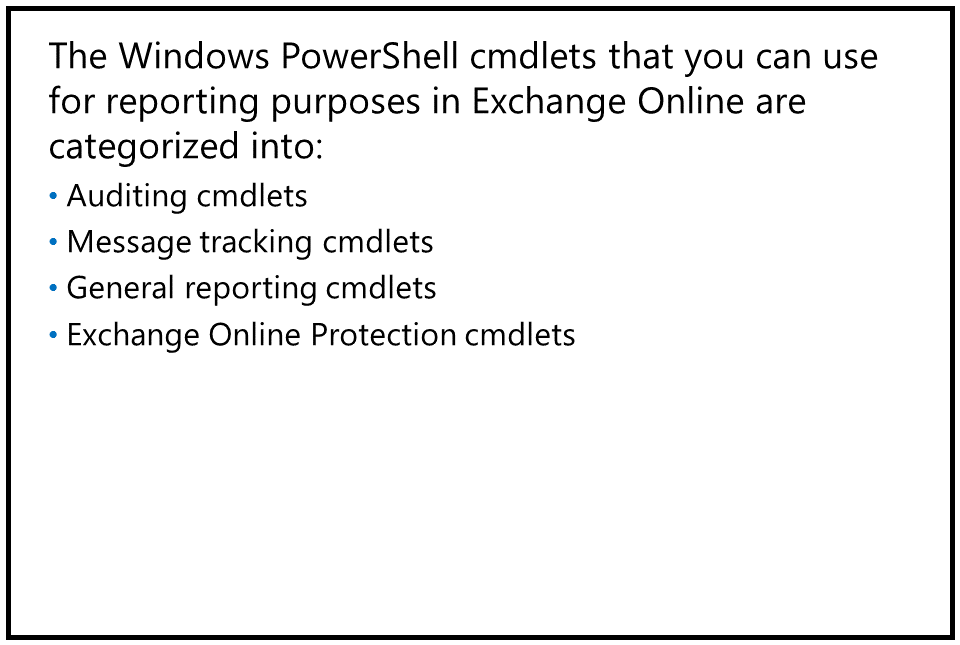 The Windows PowerShell cmdlets that you can use
for reporting purposes in Exchange Online are
categorized into:
• Auditing cmdlets
• Message tracking cmdlets
• General reporting cmdlets
• Exchange Online Protection cmdlets